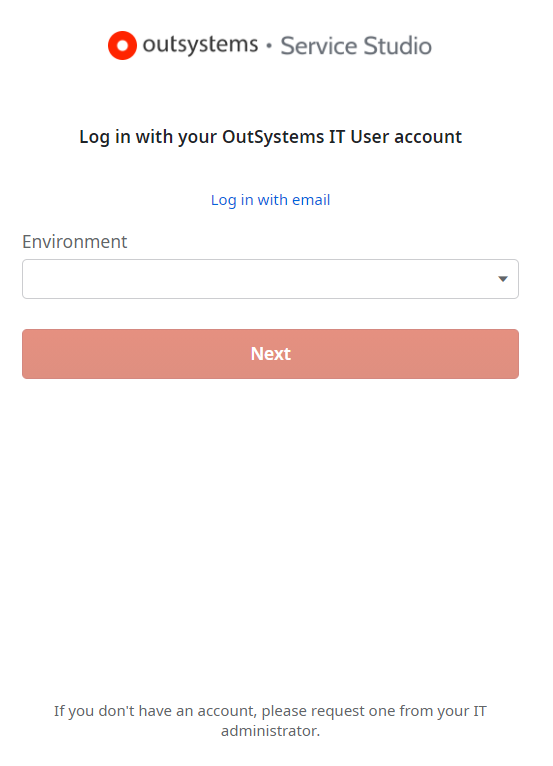 outsystems • Service Studio
Log in with your OutSystems IT User account
Log in with email
Environment
Next
If you don't have an account, please request one from your IT
administrator.